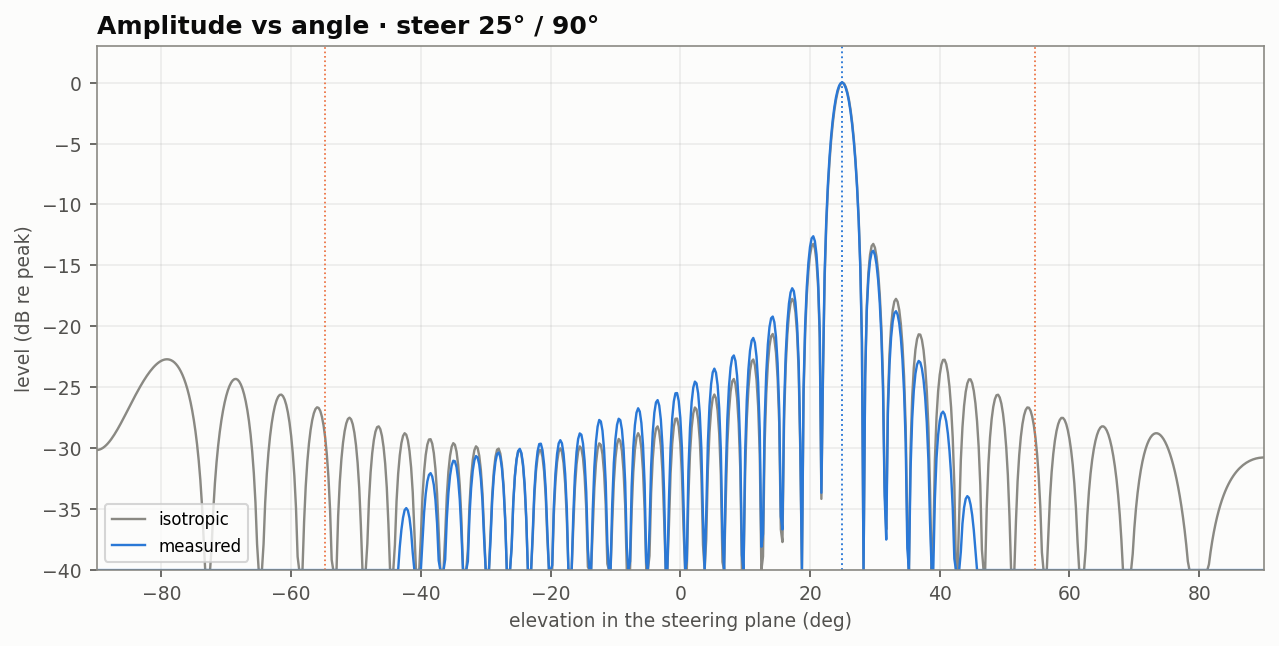 Amplitude vs angle · steer 25° / 90°
level (dB re peak)
0
−5
−10
−15
−20
−25
−30
−35
−40
isotropic
measured
−80 −60 −40 −20 0 20 40 60 80
elevation in the steering plane (deg)